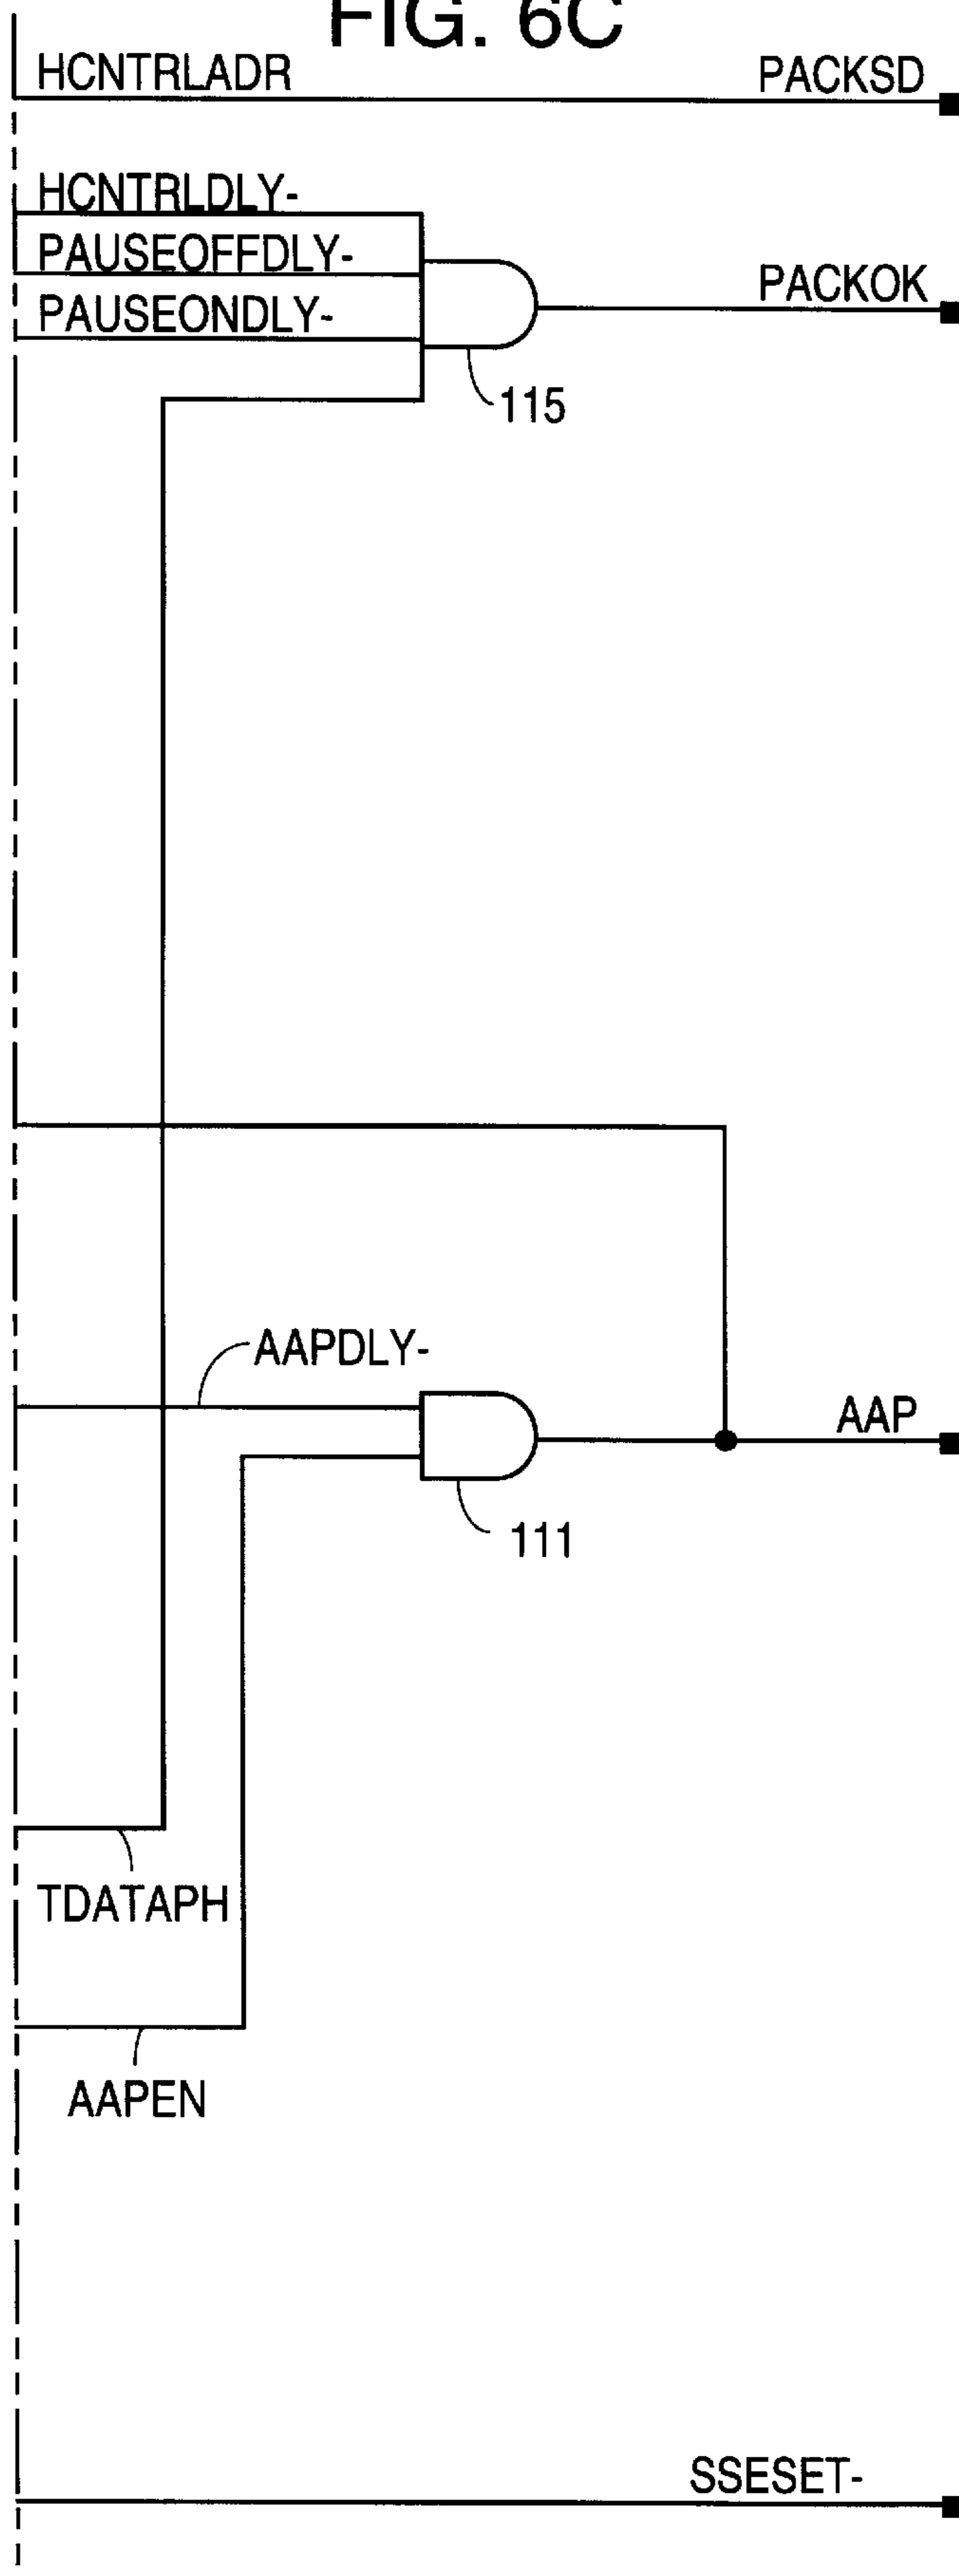 FIG. 6C
HCNTRLADR PACKSD
HCNTRLDLY-
PAUSEOFFDLY-
PACKOK
PAUSEONDLY-
115
AAPDLY-
AAP
111
TDATAPH
AAPEN
SSESET-